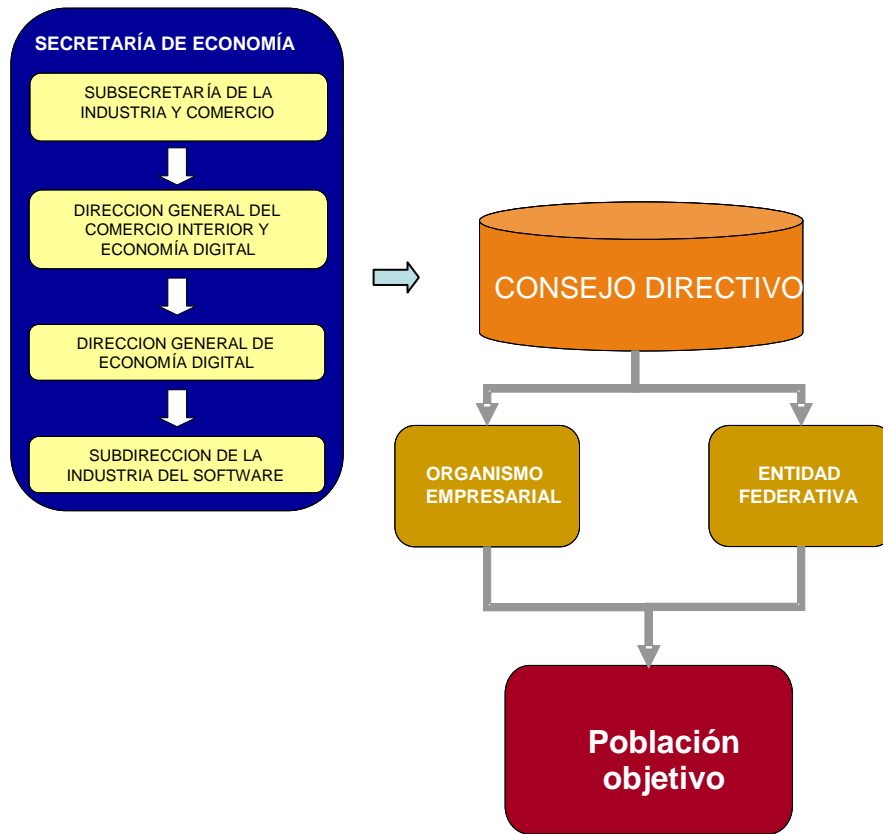 SECRETARÍA DE ECONOMÍA
SUBSECRETARÍA DE LA
INDUSTRIA Y COMERCIO
DIRECCION GENERAL DEL
COMERCIO INTERIOR Y
ECONOMÍA DIGITAL
DIRECCION GENERAL DE
ECONOMÍA DIGITAL
SUBDIRECCION DE LA
INDUSTRIA DEL SOFTWARE
CONSEJO DIRECTIVO
ORGANISMO
EMPRESARIAL
ENTIDAD
FEDERATIVA
Población
objetivo